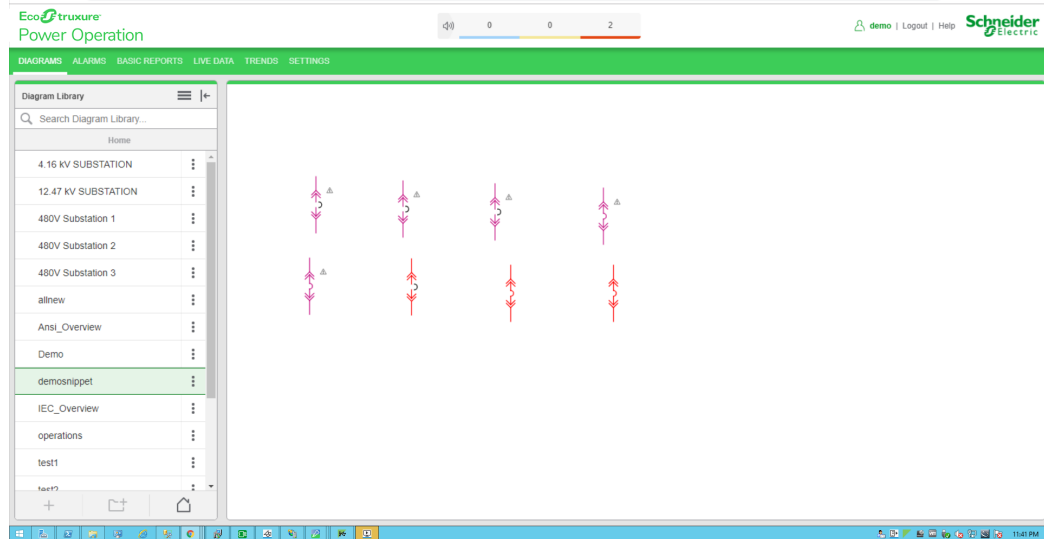 EcoStruxure
Power Operation
0 0 2
demo | Logout | Help
Schneider
Electric
DIAGRAMS ALARMS BASIC REPORTS LIVE DATA TRENDS SETTINGS
Diagram Library
Search Diagram Library...
Home
4.16 kV SUBSTATION
12.47 kV SUBSTATION
480V Substation 1
480V Substation 2
480V Substation 3
allnew
Ansi_Overview
Demo
demosnippet
IEC_Overview
operations
test1
test2
11:41 PM